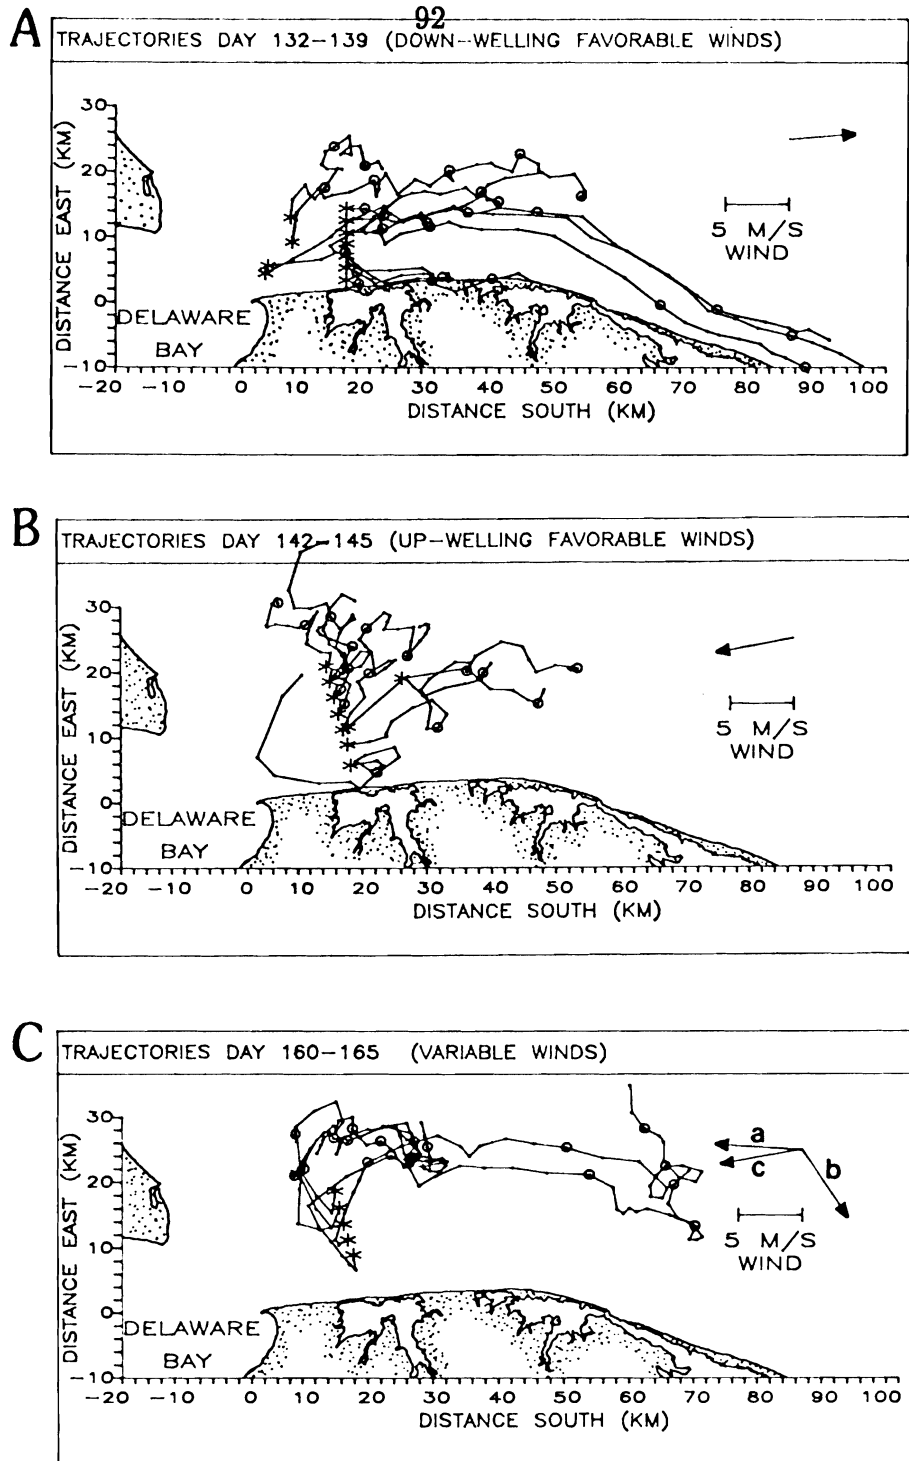 92
A
TRAJECTORIES DAY 132-139 (DOWN-WELLING FAVORABLE WINDS)
30
20
10
0
-10
DISTANCE EAST (KM)
5 M/S
WIND
DELAWARE
BAY
-20 -10 0 10 20 30 40 50 60 70 80 90 100
DISTANCE SOUTH (KM)
B
TRAJECTORIES DAY 142-145 (UP-WELLING FAVORABLE WINDS)
30
20
10
0
-10
DISTANCE EAST (KM)
5 M/S
WIND
DELAWARE
BAY
-20 -10 0 10 20 30 40 50 60 70 80 90 100
DISTANCE SOUTH (KM)
C
TRAJECTORIES DAY 160-165 (VARIABLE WINDS)
30
20
10
0
-10
DISTANCE EAST (KM)
a
c
b
5 M/S
WIND
DELAWARE
BAY
-20 -10 0 10 20 30 40 50 60 70 80 90 100
DISTANCE SOUTH (KM)